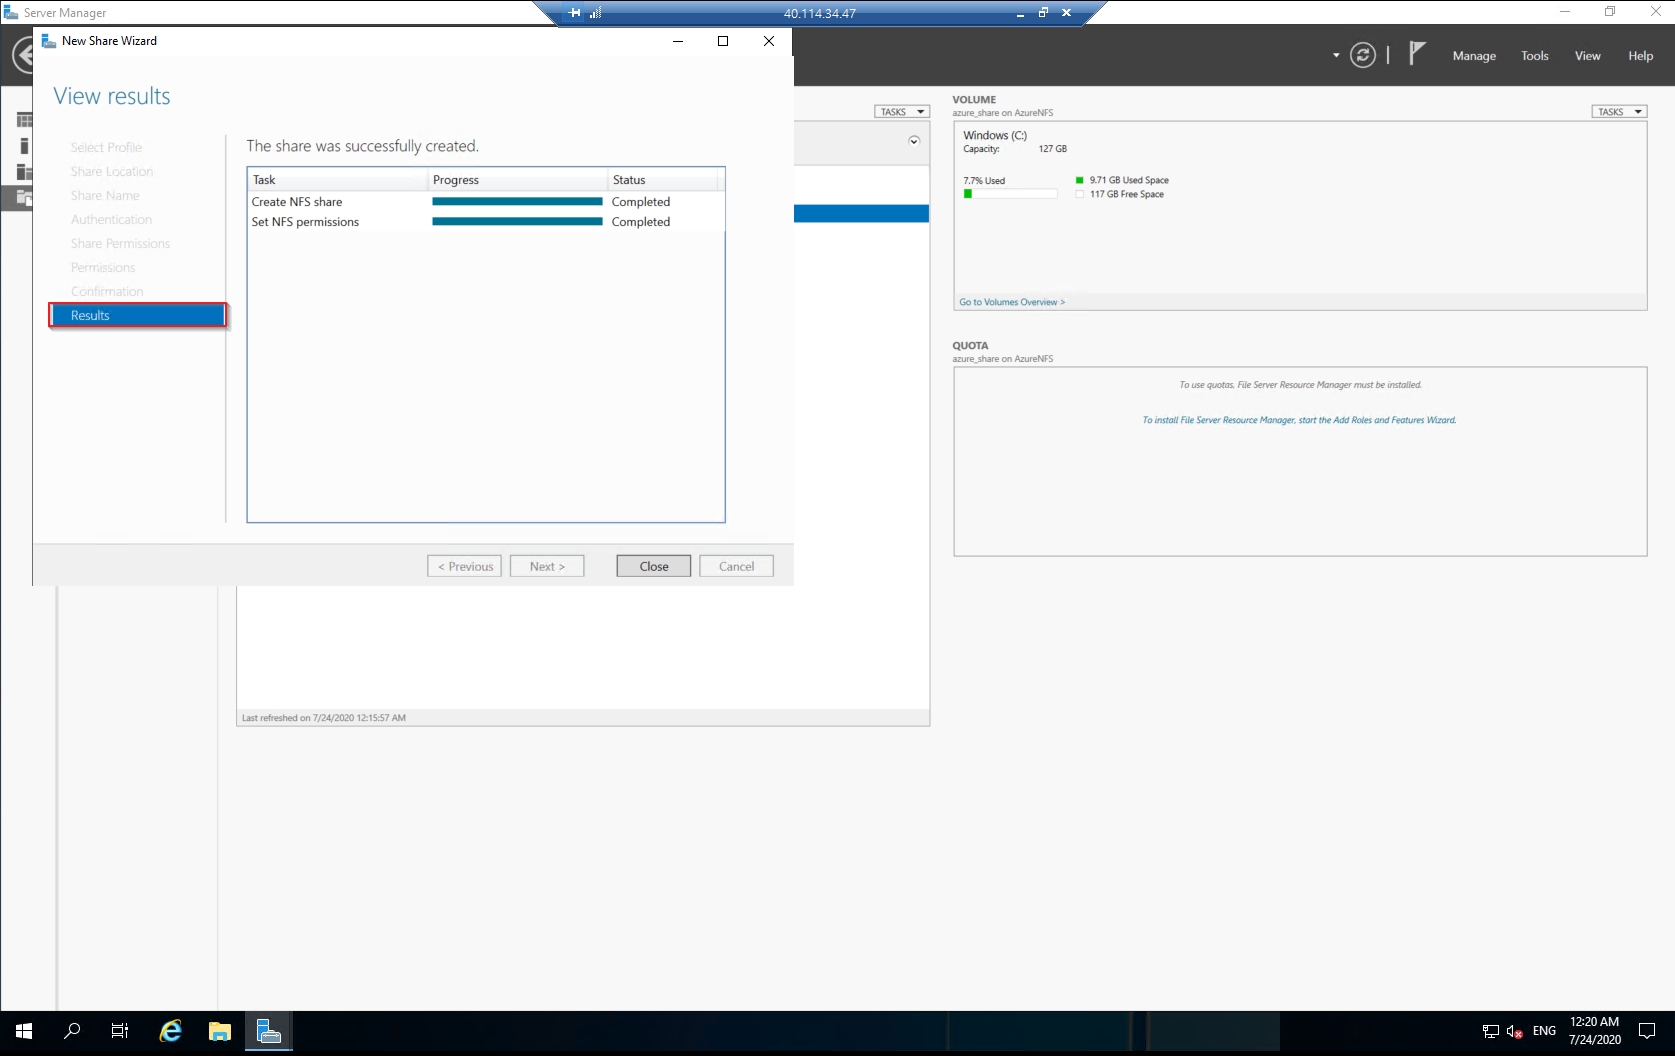 Server Manager
40.114.34.47
New Share Wizard
Manage Tools View Help
View results
Select Profile
Share Location
Share Name
Authentication
Share Permissions
Permissions
Confirmation
Results
The share was successfully created.
Task Progress Status
Create NFS share Completed
Set NFS permissions Completed
< Previous Next > Close Cancel
TASKS
Last refreshed on 7/24/2020 12:15:57 AM
VOLUME
azure_share on AzureNFS
TASKS
Windows (C:)
Capacity: 127 GB
7.7% Used
9.71 GB Used Space
117 GB Free Space
Go to Volumes Overview >
QUOTA
azure_share on AzureNFS
To use quotas, File Server Resource Manager must be installed.
To install File Server Resource Manager, start the Add Roles and Features Wizard.
ENG
12:20 AM
7/24/2020